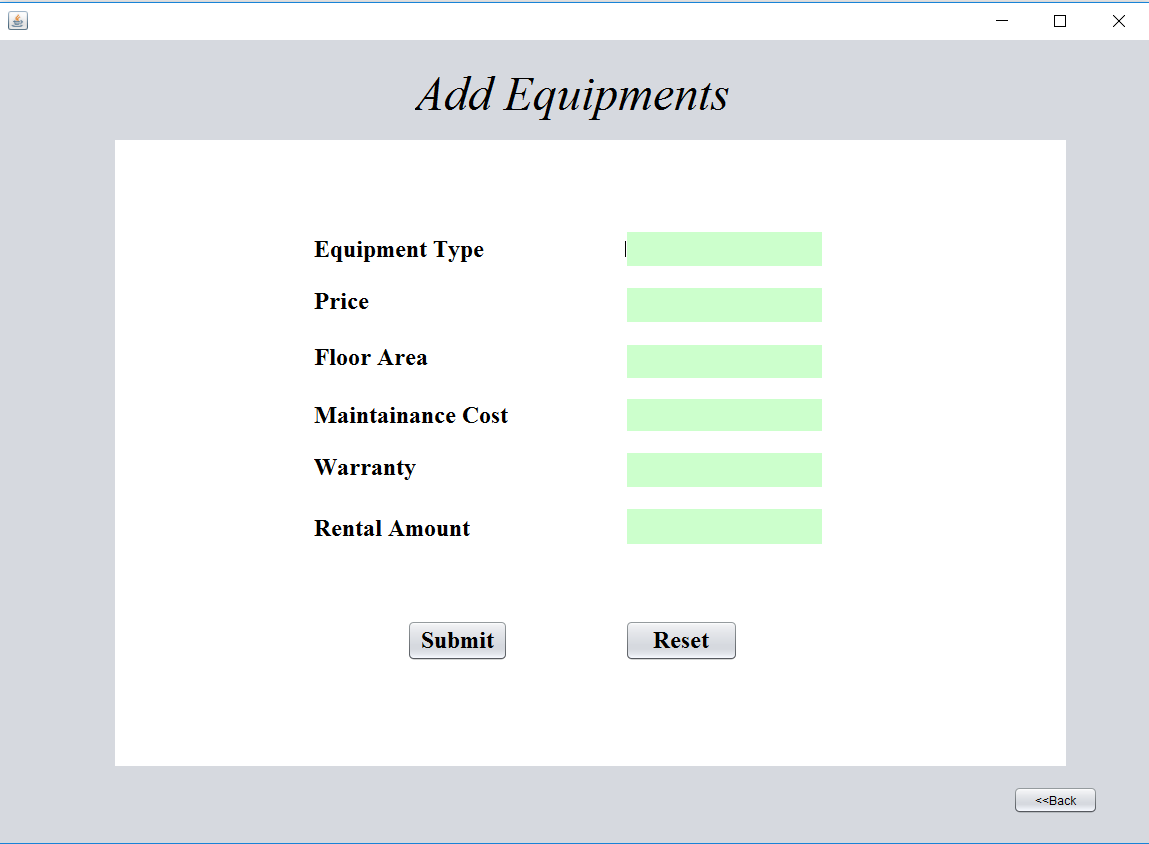 Add Equipments
Equipment Type
Price
Floor Area
Maintainance Cost
Warranty
Rental Amount
Submit Reset
<<Back